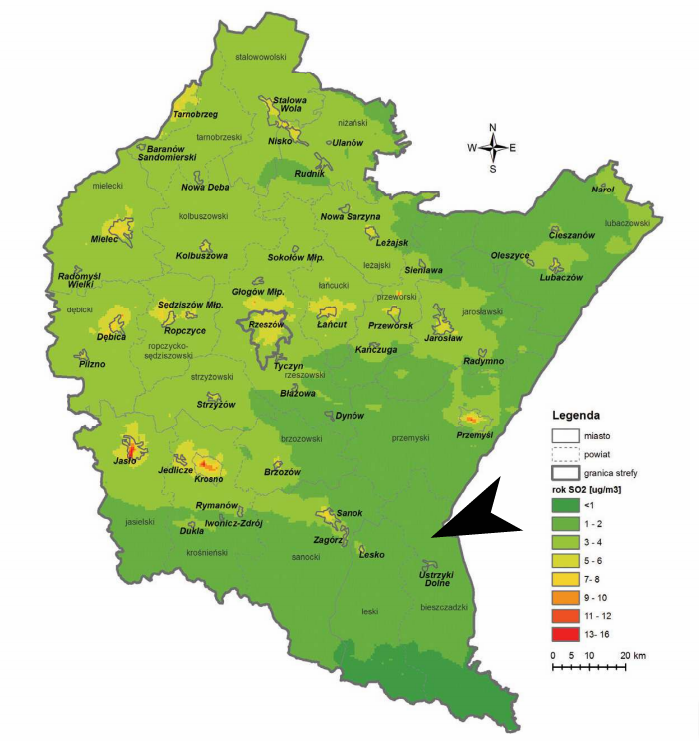 stalowowolski
Stalowa
Wola
Tarnobrzeg
niżański
tarnobrzeski
Nisko
Ulanów
Baranów
Sandomierski
Rudnik
mielecki
Nowa Dęba
Narol
N
W
E
S
kolbuszowski
Nowa Sarzyna
lubaczowski
Mielec
Leżajsk
Cieszanów
Kolbuszowa
Sokołów Młp.
Oleszyce
leżajski
Sieniawa
Lubaczów
Radomyśl
Wielki
Głogów Młp.
łańcucki
przeworski
dębicki
Sędziszów Młp.
Rzeszów
Łańcut
Przeworsk
jarosławski
Ropczyce
Dębica
Jarosław
ropczycko-
sędziszowski
Kańczuga
Pilzno
Tyczyn
Radymno
rzeszowski
strzyżowski
Błażowa
Strzyżów
Dynów
brzozowski
przemyski
Przemyśl
Jasło
Jedlicze
Krosno
Brzozów
Rymanów
Iwonicz-Zdrój
jasielski
Dukla
Sanok
Zagórz
Lesko
krośnieński
sanocki
Ustrzyki
Dolne
leski
bieszczadzki
Legenda
miasto
powiat
granica strefy
rok SO2 [ug/m3]
<1
1 - 2
3 - 4
5 - 6
7- 8
9 - 10
11 - 12
13- 16
0 5 10 20 km